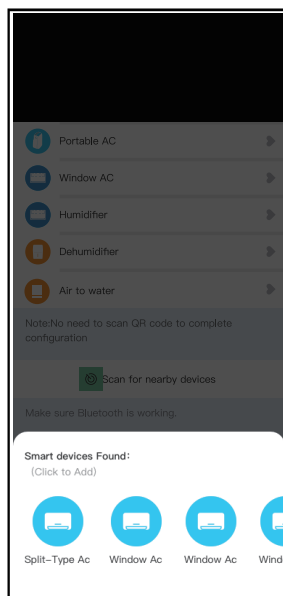 Portable AC
Window AC
Humidifier
Dehumidifier
Air to water
Note:No need to scan QR code to complete
configuration
Scan for nearby devices
Make sure Bluetooth is working.
Smart devices Found:
(Click to Add)
Split-Type Ac Window Ac Window Ac